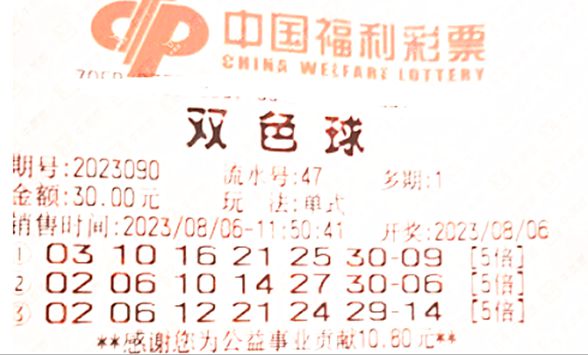 中国福利彩票
CHINA WELFARE LOTTERY
双色球
期号:2023090 流水号:47 多期:1
金额:30.00元 玩 法:单式
销售时间:2023/08/06-11:50:41 开奖:2023/08/06
① 03 10 16 21 25 30-09 [5倍]
② 02 06 10 14 27 30-06 [5倍]
③ 02 06 12 21 24 29-14 [5倍]
**感谢您为公益事业贡献10.80元**